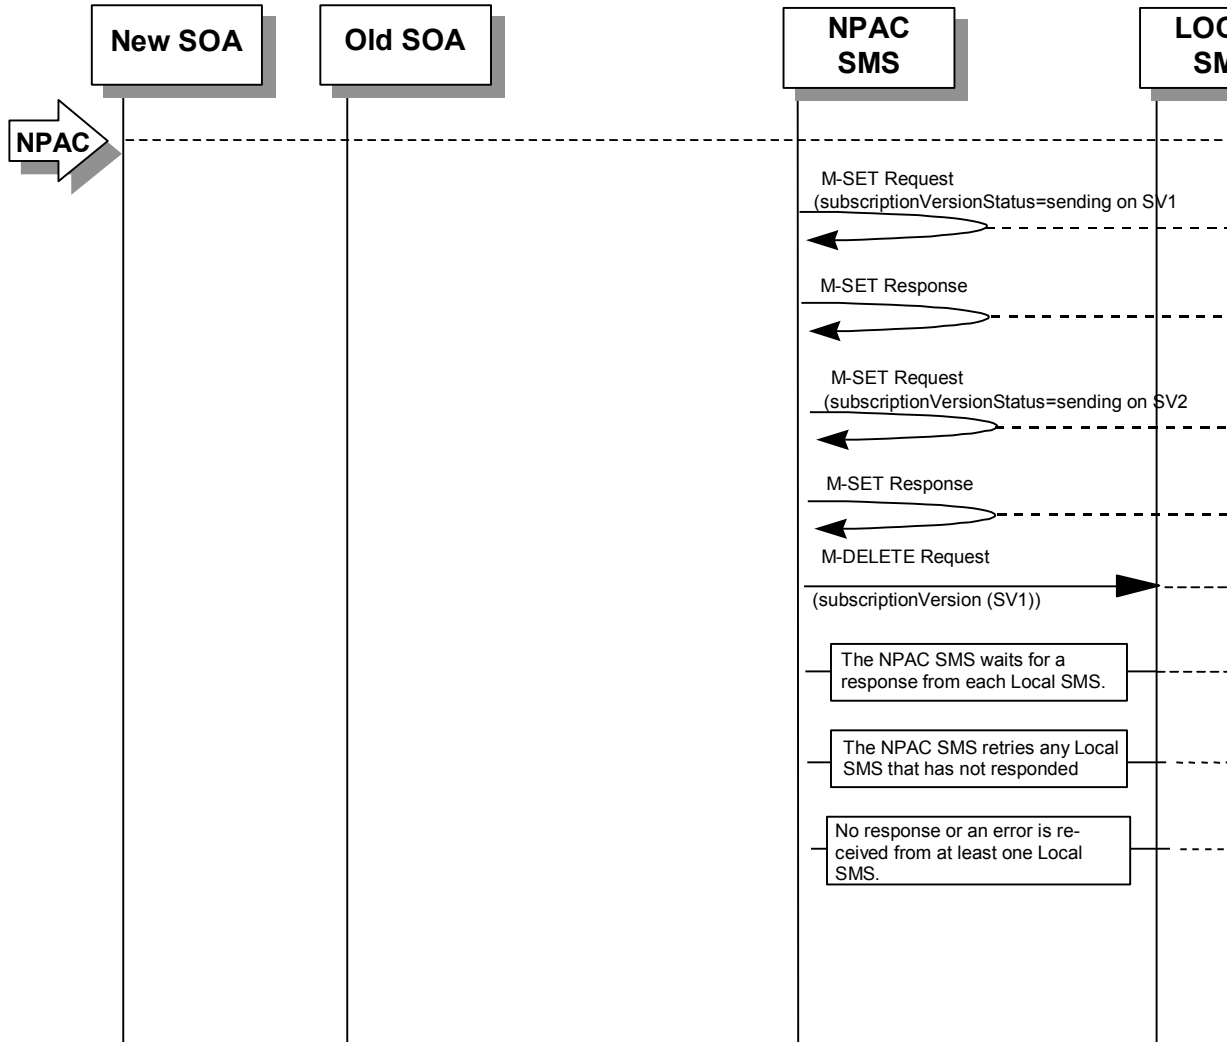 New SOA
Old SOA
NPAC
SMS
LOC
SM
NPAC
M-SET Request
(subscriptionVersionStatus=sending on SV1
M-SET Response
M-SET Request
(subscriptionVersionStatus=sending on SV2
M-SET Response
M-DELETE Request
(subscriptionVersion (SV1))
The NPAC SMS waits for a
response from each Local SMS.
The NPAC SMS retries any Local
SMS that has not responded
No response or an error is re-
ceived from at least one Local
SMS.